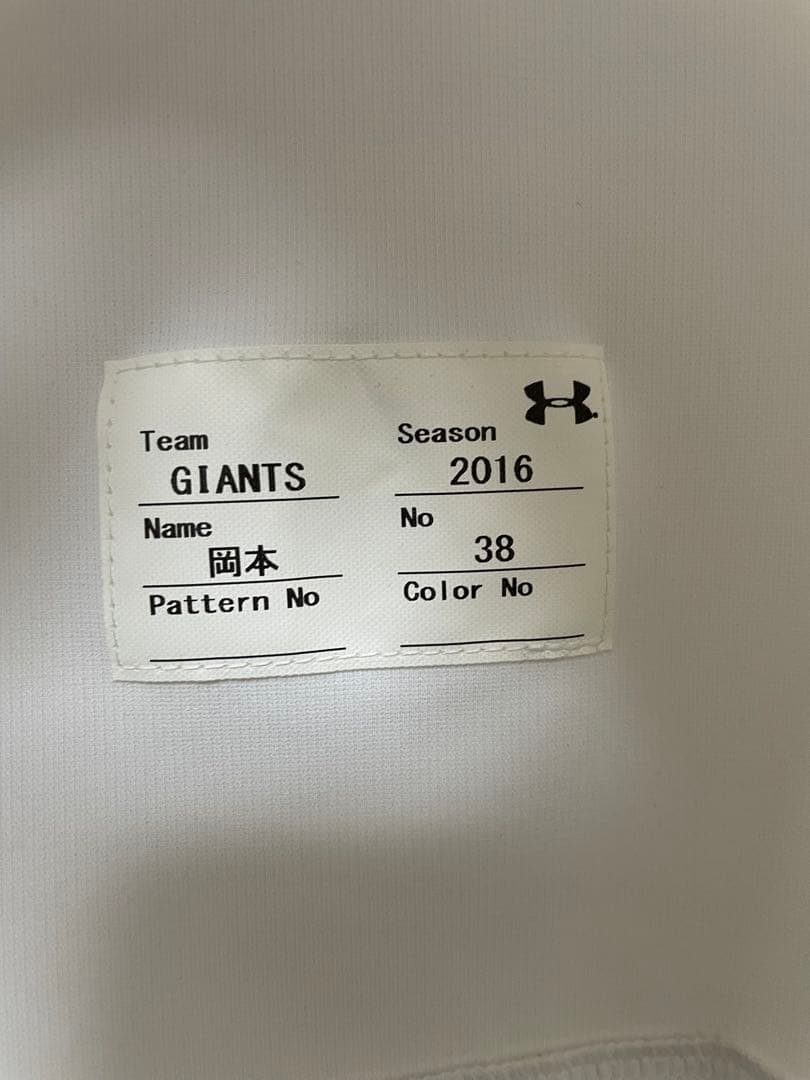 Team
GIANTS
Season
2016
Name
岡本
No
38
Pattern No
Color No